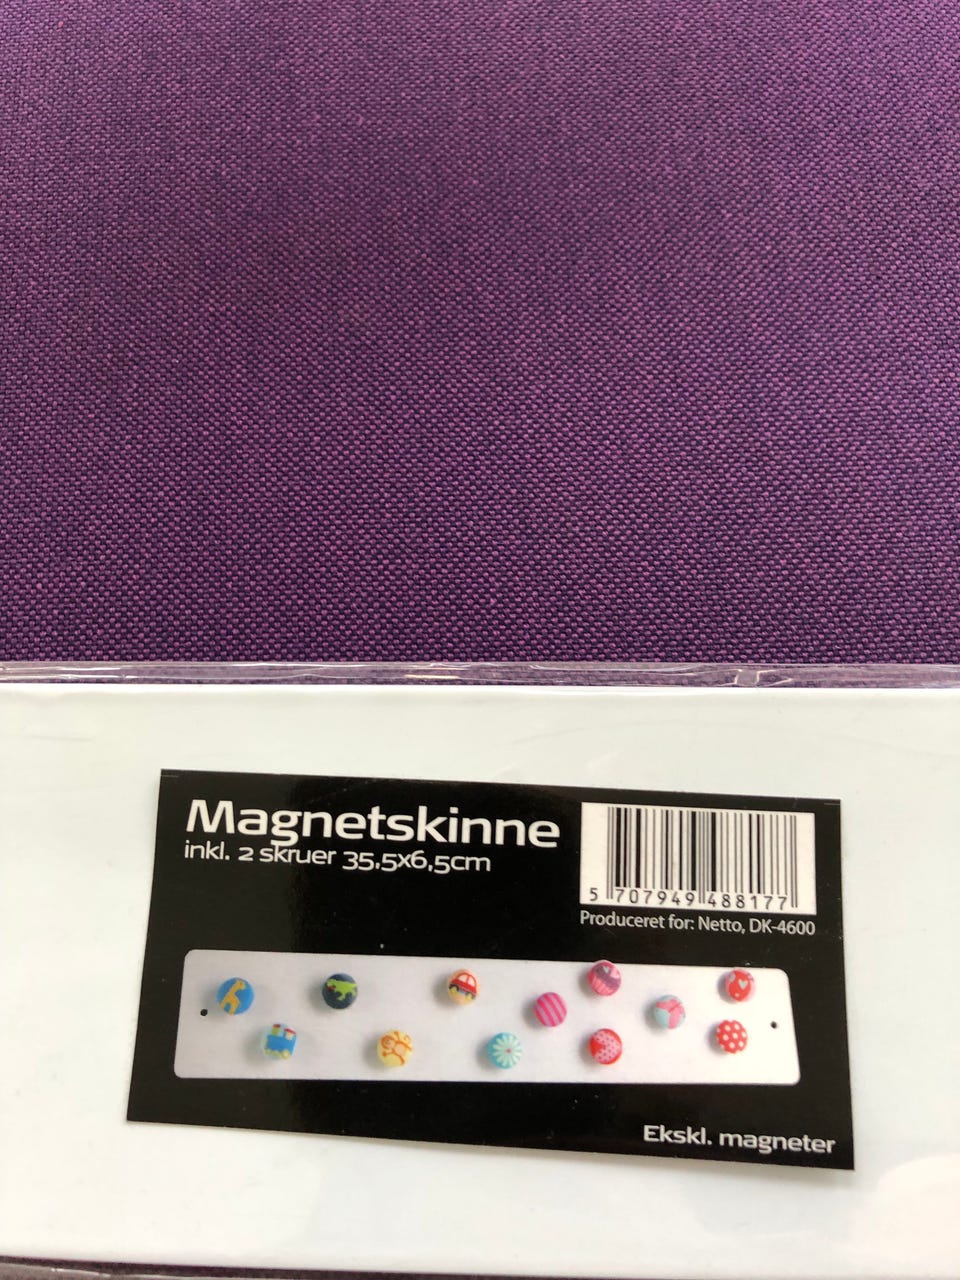 Magnetskinne
inkl. 2 skruer 35,5x6,5cm
5 707949 488177
Produceret for: Netto, DK-4600
Ekskl. magneter